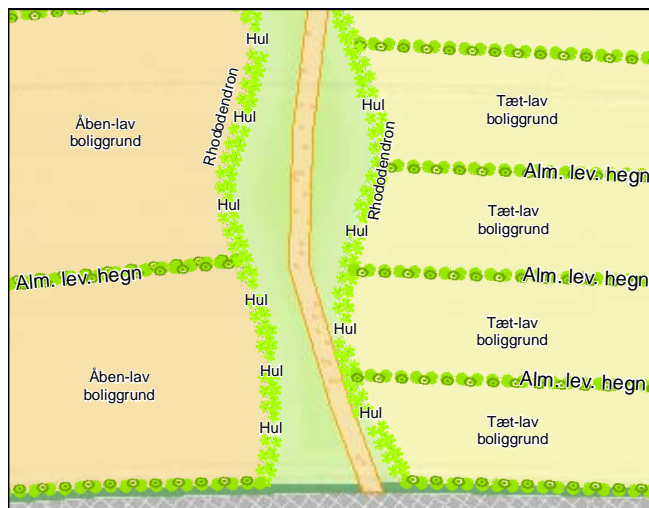 Hul
Rhododendron
Hul
Åben-lav
boliggrund
Hul
Alm. lev. hegn
Hul
Hul
Åben-lav
boliggrund
Hul
Hul
Rhododendron
Tæt-lav
boliggrund
Alm. lev. hegn
Hul
Tæt-lav
boliggrund
Alm. lev. hegn
Hul
Tæt-lav
boliggrund
Alm. lev. hegn
Hul
Tæt-lav
boliggrund